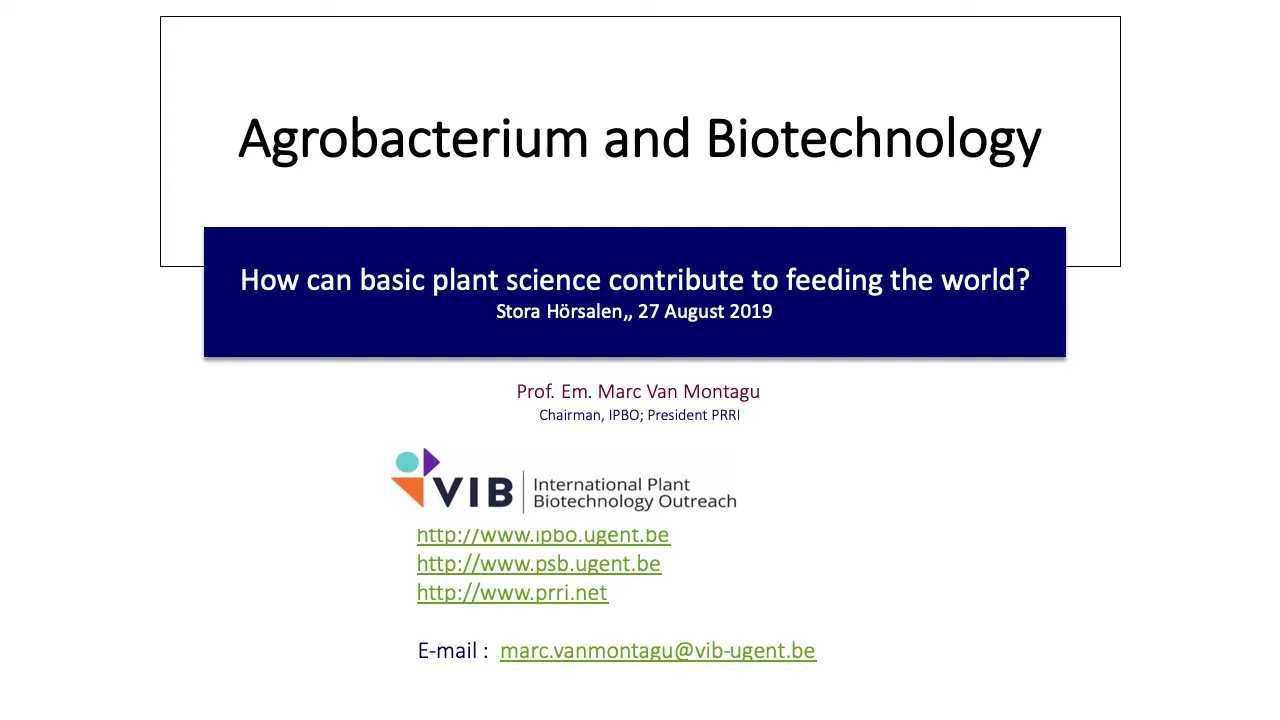 Agrobacterium and Biotechnology
How can basic plant science contribute to feeding the world?
Stora Hörsalen,, 27 August 2019
Prof. Em. Marc Van Montagu
Chairman, IPBO; President PRRI
VIB
International Plant
Biotechnology Outreach
http://www.ipbo.ugent.be
http://www.psb.ugent.be
http://www.prri.net
E-mail : marc.vanmontagu@vib-ugent.be